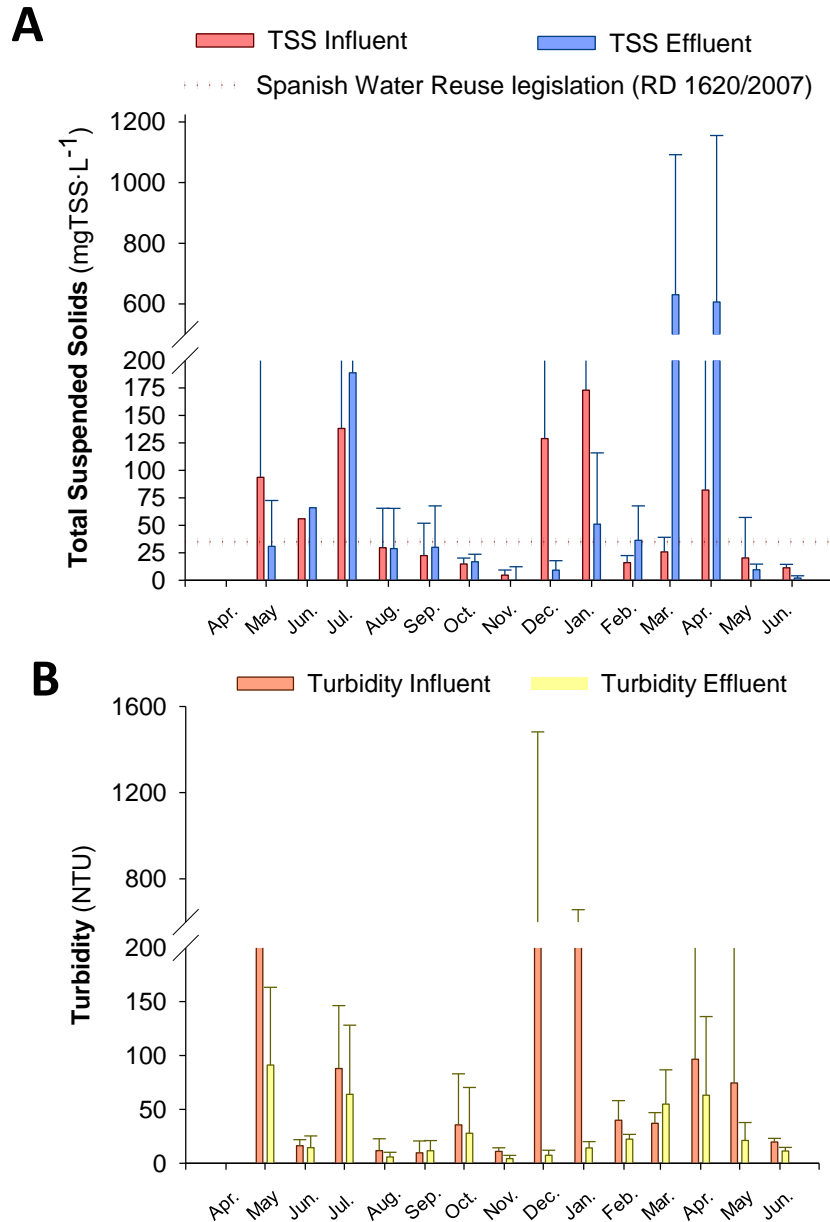 A
TSS Influent
TSS Effluent
Spanish Water Reuse legislation (RD 1620/2007)
Total Suspended Solids (mgTSS·L-1)
1200
1000
800
600
200
175
150
125
100
75
50
25
0
Apr.
May
Jun.
Jul.
Aug.
Sep.
Oct.
Nov.
Dec.
Jan.
Feb.
Mar.
Apr.
May
Jun.
B
Turbidity Influent
Turbidity Effluent
Turbidity (NTU)
1600
1200
800
200
150
100
50
0
Apr.
May
Jun.
Jul.
Aug.
Sep.
Oct.
Nov.
Dec.
Jan.
Feb.
Mar.
Apr.
May
Jun.